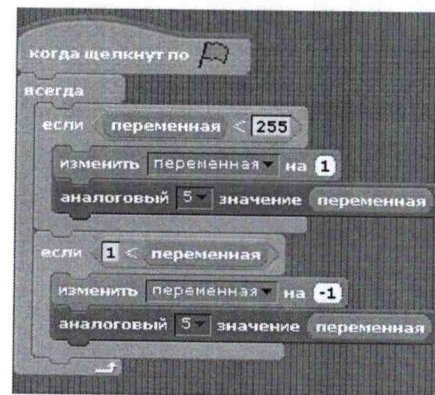 когда щелкнут по
всегда
если переменная < 255
изменить переменная на 1
аналоговый 5 значение переменная
если 1 < переменная
изменить переменная на -1
аналоговый 5 значение переменная